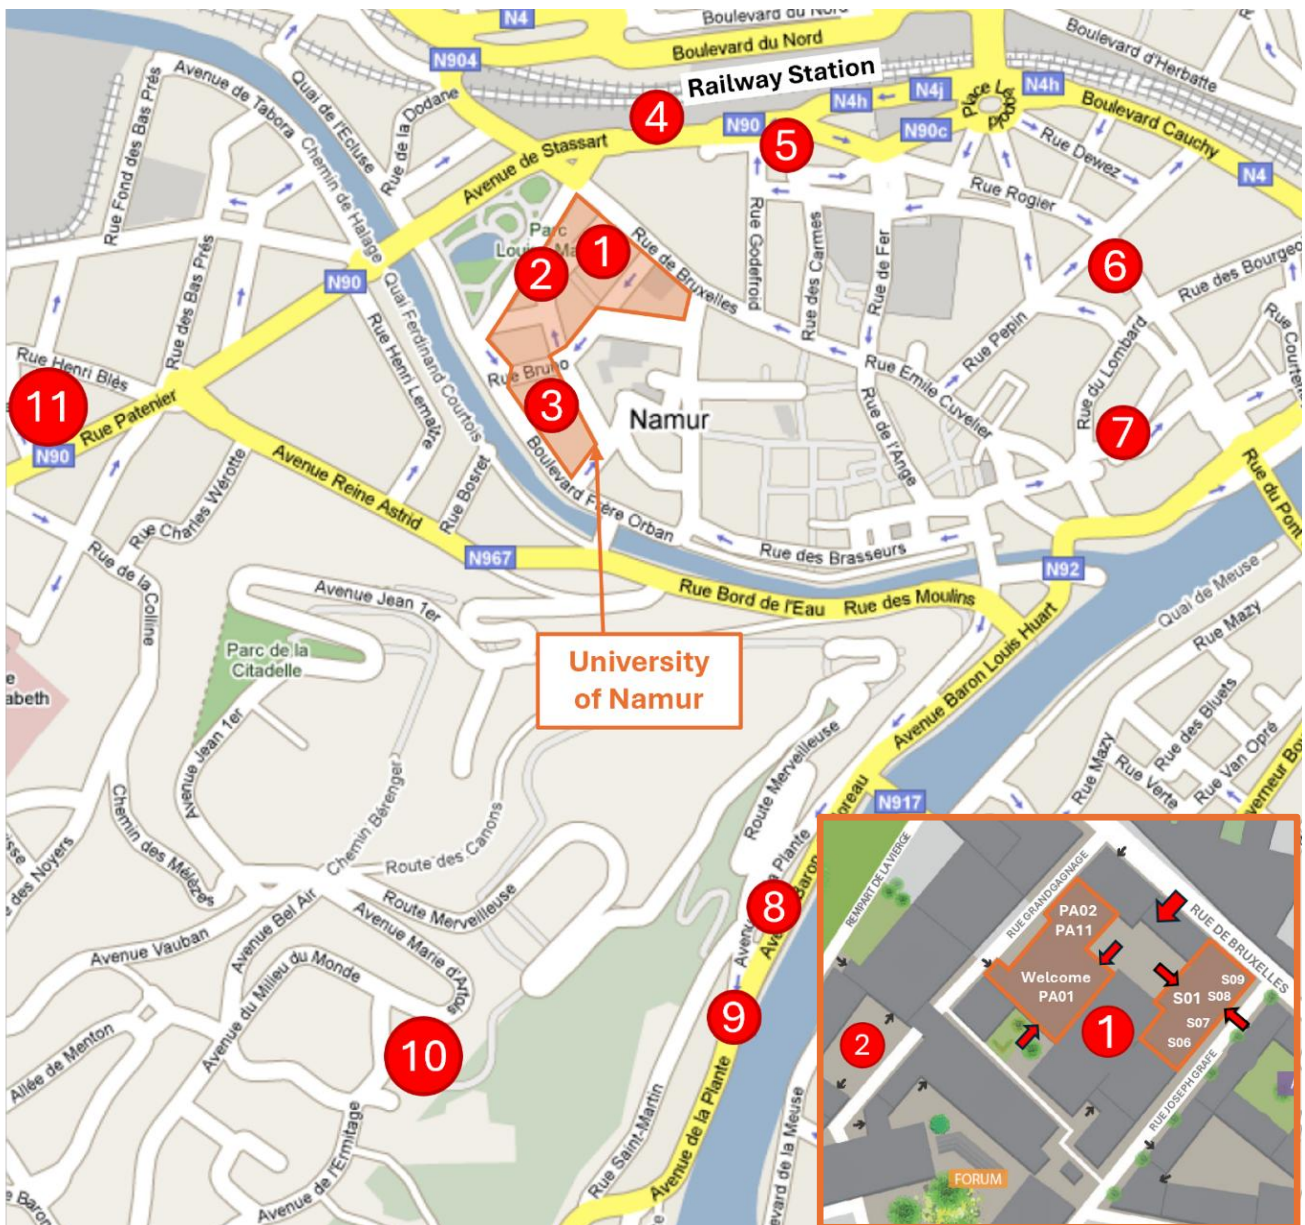 N4
Boulevard du Nord
Boulevard du Nord
Boulevard d'Herbatte
N904
Railway Station
Avenue de Tabora
Quai de l'Ecluse
Rue de la Dodane
Rue Fond des Bas Prés
Chemin de Halage
4
N90
5
N4h
N4j
N90c
Place Léopold
N4h
Boulevard Cauchy
N4
Avenue de Stassart
Rue Dewez
Rue Rogier
Parc
1
2
Rue de Bruxelles
Rue Godefroid
Rue des Carmes
Rue de Fer
6
Rue des Bas Prés
N90
Quai Ferdinand Courtois
Rue Henri Lemaître
Rue Pepin
Rue du Lombard
Rue Henri Blès
11
Rue Patenier
N90
Rue Bruno
3
Namur
Rue Emile Cuvelier
Rue de l'Ange
7
Avenue Reine Astrid
Rue Bosret
Boulevard Frère Orban
Rue Charles Wérotte
Rue de la Colline
N967
Rue des Brasseurs
N92
Rue du Pont
Rue Bord de l'Eau
Rue des Moulins
Quai de Meuse
Rue Mazy
Avenue Jean 1er
Parc de la
Citadelle
abeth
University
of Namur
Avenue Baron Louis Huart
Rue des Bluets
Rue Van Opré
Rue Mazy
Rue Verte
Avenue Jean 1er
Chemin Bérenger
Route des Canons
Route Merveilleuse
N917
Chemin des Mélèzes
Route Merveilleuse
Avenue Marie d'Artois
Avenue Bel Air
Avenue Vauban
Avenue du Milieu du Monde
8
9
10
Allée de Menton
Avenue de l'Ermitage
Rue Saint-Martin
Avenue de la Plante
REMPART DE LA VIERGE
RUE GRANDGAGNAGE
RUE DE BRUXELLES
PA02
PA11
Welcome
PA01
S09
S01
S08
S07
S06
1
2
RUE JOSEPH GRAFE
FORUM